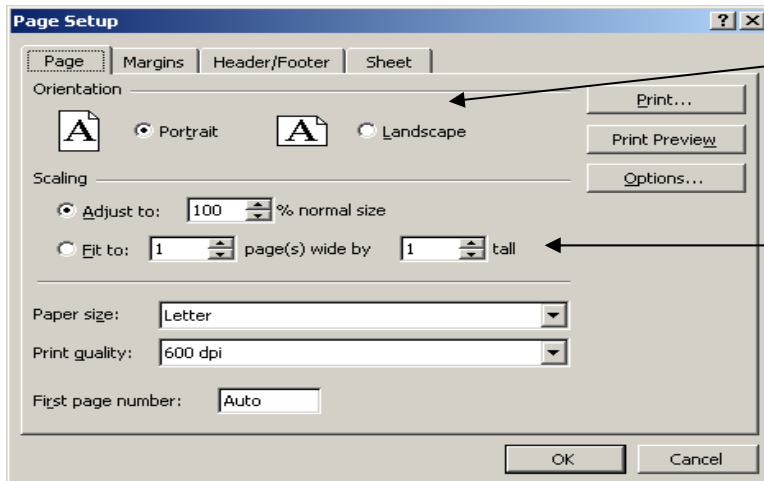 Page Setup
Page Margins Header/Footer Sheet
Orientation
Print...
A Portrait A Landscape
Print Preview
Scaling
Options...
Adjust to: 100 % normal size
Fit to: 1 page(s) wide by 1 tall
Paper size: Letter
Print quality: 600 dpi
First page number: Auto
OK Cancel